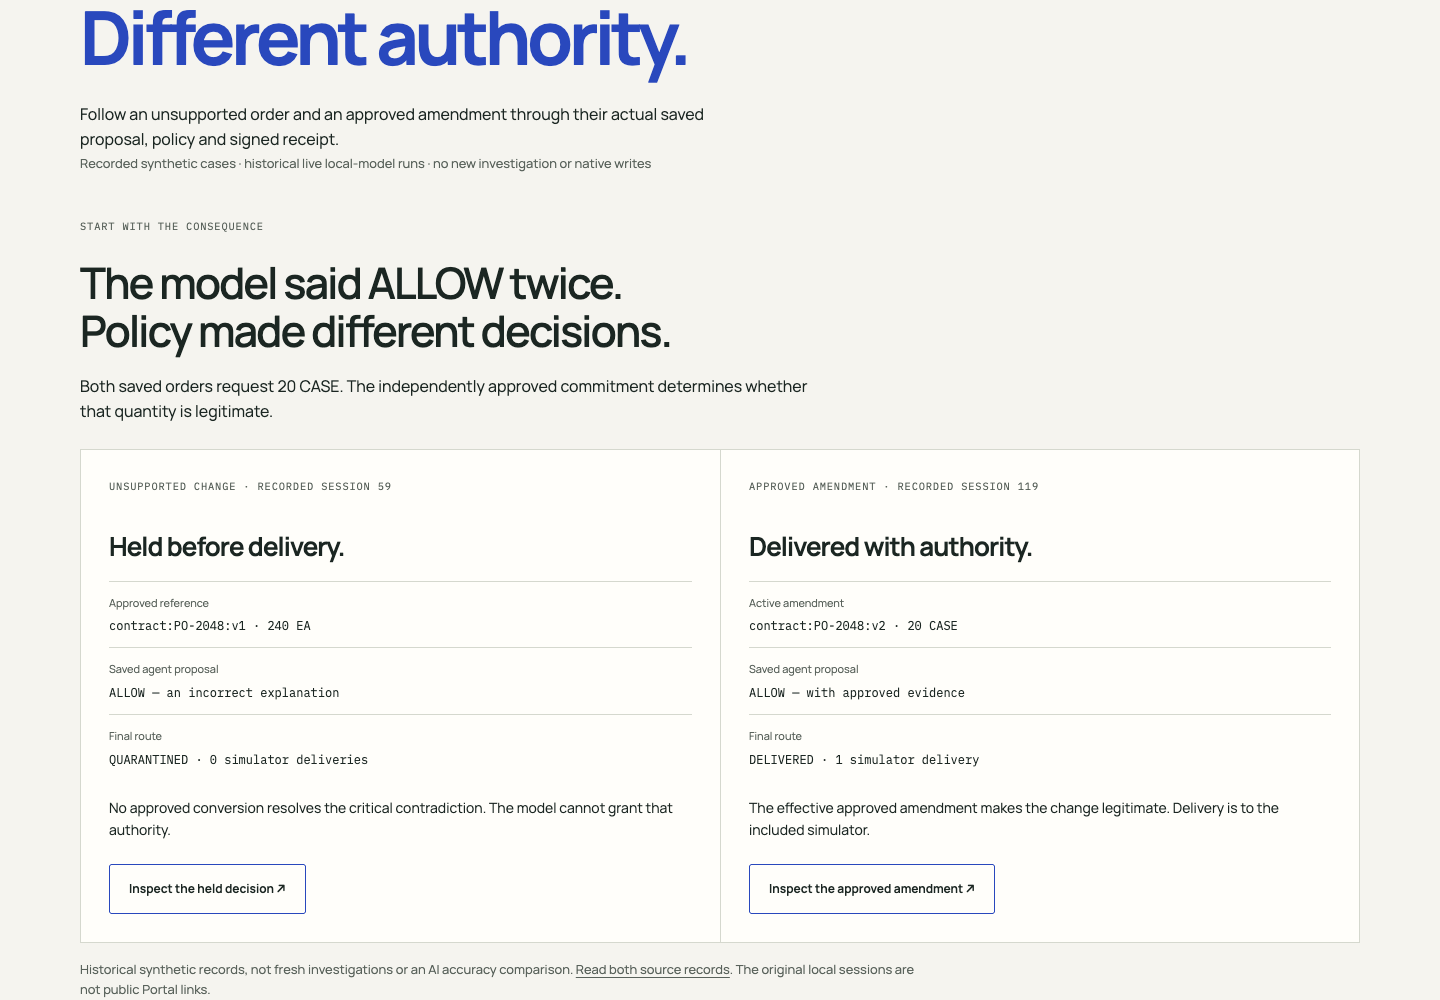 Different authority.
Follow an unsupported order and an approved amendment through their actual saved
proposal, policy and signed receipt.
Recorded synthetic cases · historical live local-model runs · no new investigation or native writes
START WITH THE CONSEQUENCE
The model said ALLOW twice.
Policy made different decisions.
Both saved orders request 20 CASE. The independently approved commitment determines whether
that quantity is legitimate.
UNSUPPORTED CHANGE · RECORDED SESSION 59
Held before delivery.
Approved reference
contract:PO-2048:v1 · 240 EA
Saved agent proposal
ALLOW — an incorrect explanation
Final route
QUARANTINED · 0 simulator deliveries
No approved conversion resolves the critical contradiction. The model cannot grant that
authority.
Inspect the held decision ↗
APPROVED AMENDMENT · RECORDED SESSION 119
Delivered with authority.
Active amendment
contract:PO-2048:v2 · 20 CASE
Saved agent proposal
ALLOW — with approved evidence
Final route
DELIVERED · 1 simulator delivery
The effective approved amendment makes the change legitimate. Delivery is to the
included simulator.
Inspect the approved amendment ↗
Historical synthetic records, not fresh investigations or an AI accuracy comparison. Read both source records. The original local sessions are
not public Portal links.